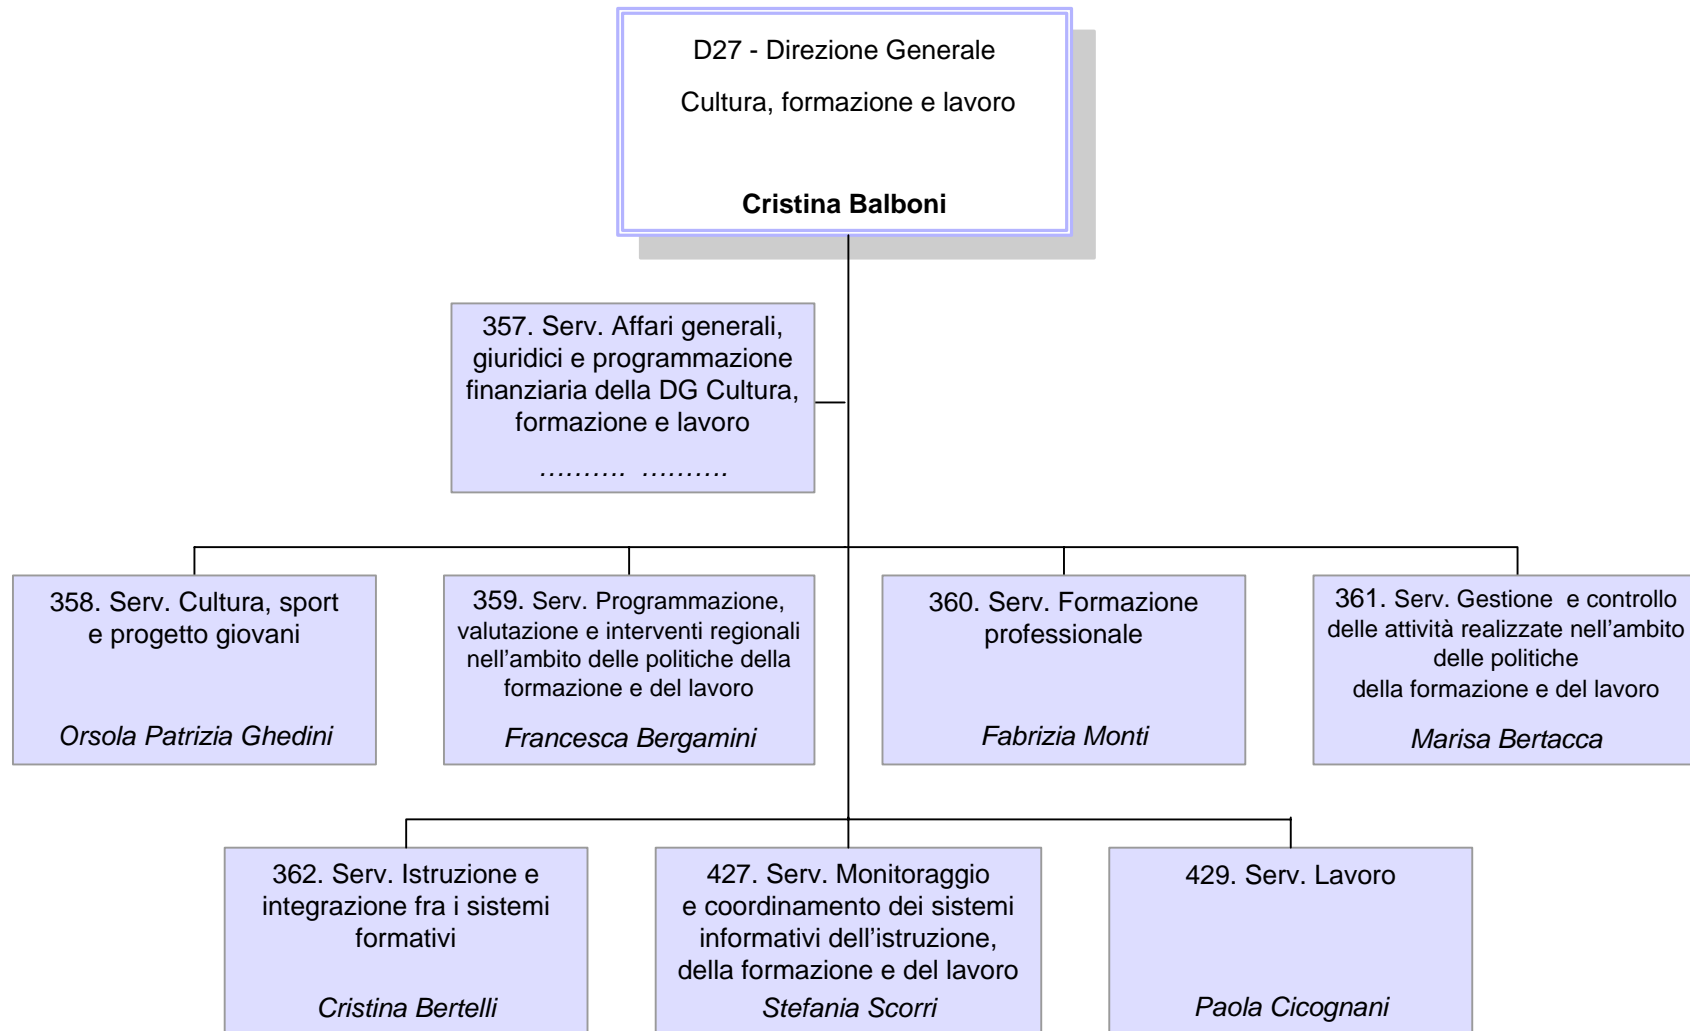 D27 - Direzione Generale
Cultura, formazione e lavoro
Cristina Balboni
357. Serv. Affari generali,
giuridici e programmazione
finanziaria della DG Cultura,
formazione e lavoro
………. ……….
358. Serv. Cultura, sport
e progetto giovani
Orsola Patrizia Ghedini
359. Serv. Programmazione,
valutazione e interventi regionali
nell’ambito delle politiche della
formazione e del lavoro
Francesca Bergamini
360. Serv. Formazione
professionale
Fabrizia Monti
361. Serv. Gestione e controllo
delle attività realizzate nell’ambito
delle politiche
della formazione e del lavoro
Marisa Bertacca
362. Serv. Istruzione e
integrazione fra i sistemi
formativi
Cristina Bertelli
427. Serv. Monitoraggio
e coordinamento dei sistemi
informativi dell’istruzione,
della formazione e del lavoro
Stefania Scorri
429. Serv. Lavoro
Paola Cicognani